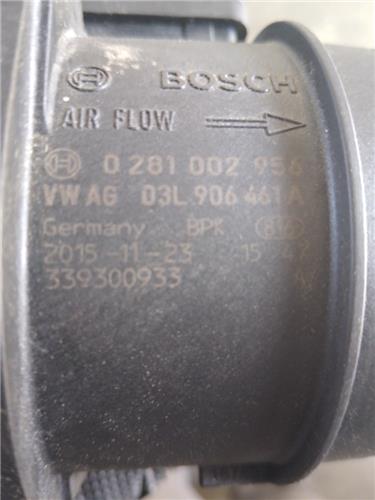 BOSCH
AIR FLOW
0 281 002 956
VW AG 03L 906 461 A
Germany BPK 816
2015-11-23 15 47
339300933